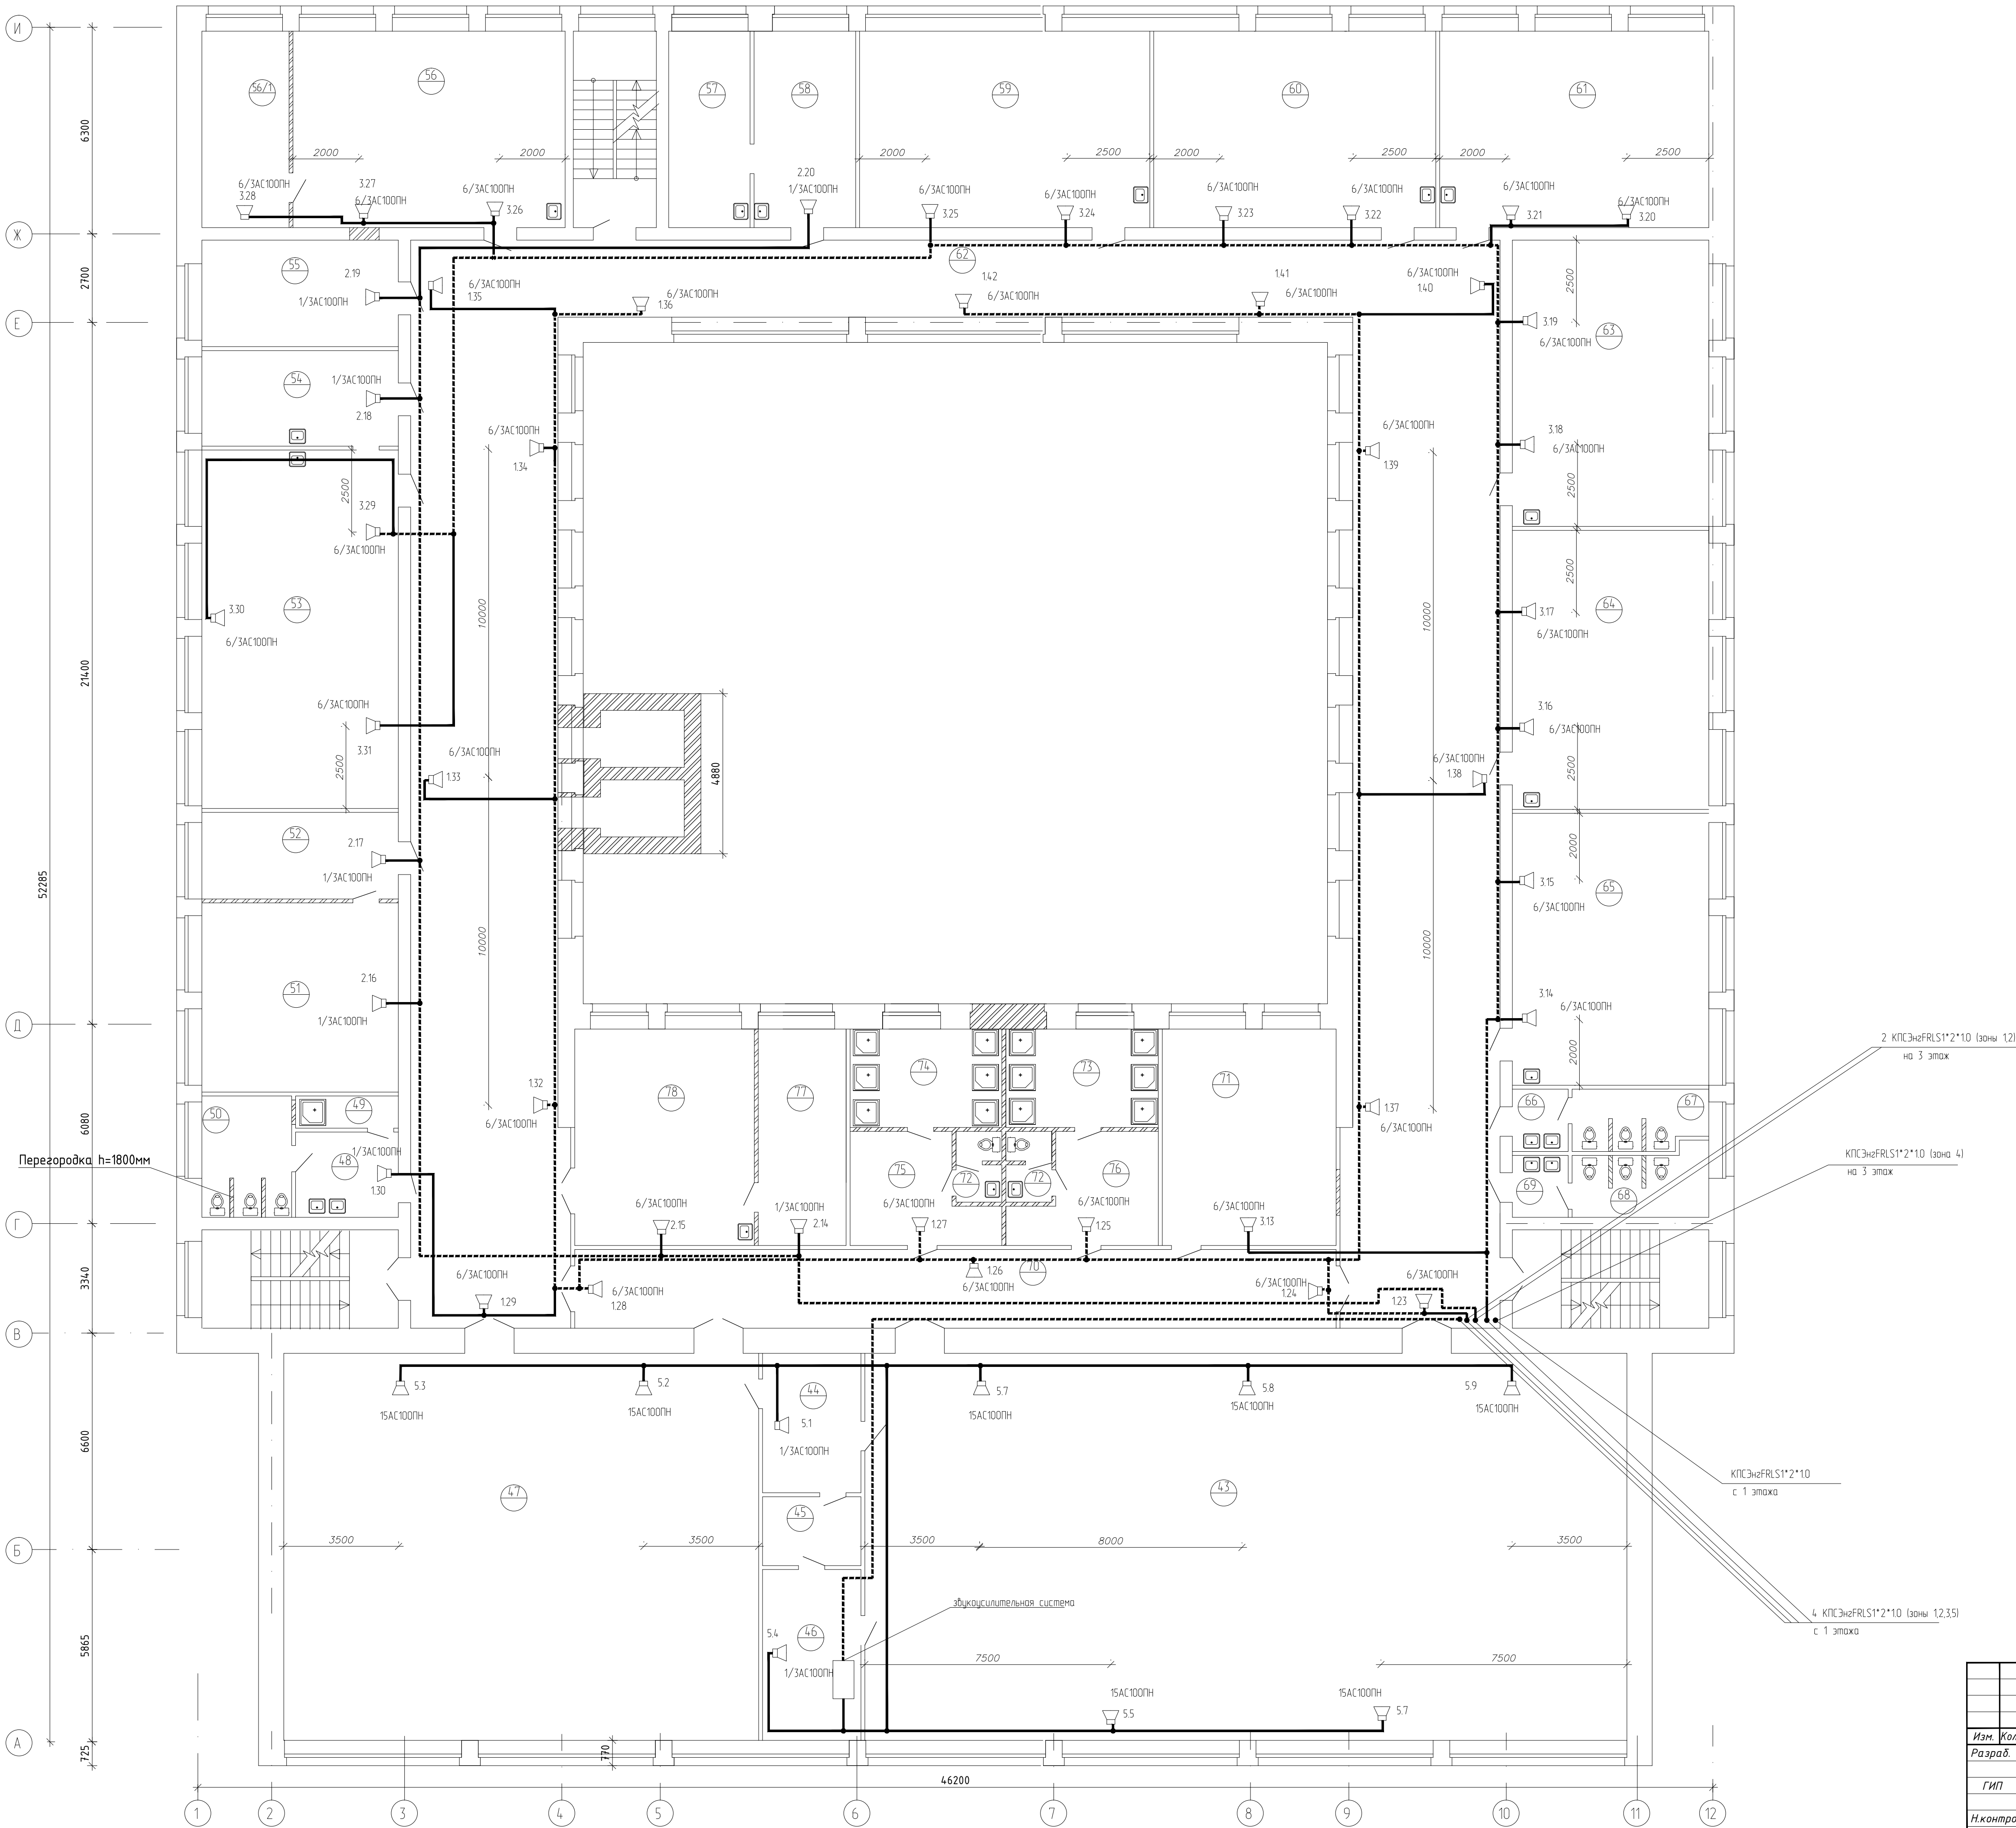 И
56/1
56
57
58
59
60
61
6300
2000
2000
2000
2500
2000
2500
2000
2500
2.20
6/3АС100ПН
3.28
3.27
6/3АС100ПН
6/3АС100ПН
3.26
1/3АС100ПН
6/3АС100ПН
3.25
6/3АС100ПН
3.24
6/3АС100ПН
3.23
6/3АС100ПН
3.22
6/3АС100ПН
3.21
6/3АС100ПН
3.20
Ж
2700
55
2.19
1/3АС100ПН
6/3АС100ПН
1.35
6/3АС100ПН
1.36
62
1.42
6/3АС100ПН
1.41
6/3АС100ПН
6/3АС100ПН
1.40
2500
3.19
6/3АС100ПН
63
Е
54
1/3АС100ПН
2.18
6/3АС100ПН
1.34
6/3АС100ПН
1.39
3.18
6/3АС100ПН
2500
2500
3.29
6/3АС100ПН
53
3.30
6/3АС100ПН
10000
10000
2500
3.17
6/3АС100ПН
64
21400
6/3АС100ПН
3.31
2500
6/3АС100ПН
1.33
4880
6/3АС100ПН
1.38
3.16
6/3АС100ПН
2500
52285
52
2.17
1/3АС100ПН
2000
3.15
6/3АС100ПН
65
10000
10000
51
2.16
1/3АС100ПН
3.14
6/3АС100ПН
2000
Д
2 КПСЭнгFRLS1*2*1.0 (зоны 1,2)
на 3 этаж
6080
50
49
48
1/3АС100ПН
1.30
1.32
6/3АС100ПН
78
77
74
73
71
75
72
72
76
1.37
6/3АС100ПН
66
67
69
68
Перегородка h=1800мм
КПСЭнгFRLS1*2*1.0 (зона 4)
на 3 этаж
Г
3340
6/3АС100ПН
2.15
1/3АС100ПН
2.14
6/3АС100ПН
1.27
6/3АС100ПН
1.25
6/3АС100ПН
3.13
6/3АС100ПН
1.29
6/3АС100ПН
1.28
1.26
6/3АС100ПН
70
6/3АС100ПН
1.24
6/3АС100ПН
1.23
В
5.3
15АС100ПН
5.2
15АС100ПН
44
5.1
1/3АС100ПН
5.7
15АС100ПН
5.8
15АС100ПН
5.9
15АС100ПН
6600
47
45
43
КПСЭнгFRLS1*2*1.0
с 1 этажа
Б
3500
3500
3500
8000
3500
звукоусилительная система
4 КПСЭнгFRLS1*2*1.0 (зоны 1,2,3,5)
с 1 этажа
5865
5.4
46
1/3АС100ПН
7500
7500
15АС100ПН
5.5
15АС100ПН
5.7
А
725
770
46200
1
2
3
4
5
6
7
8
9
10
11
12
Изм.
Разраб.
ГИП